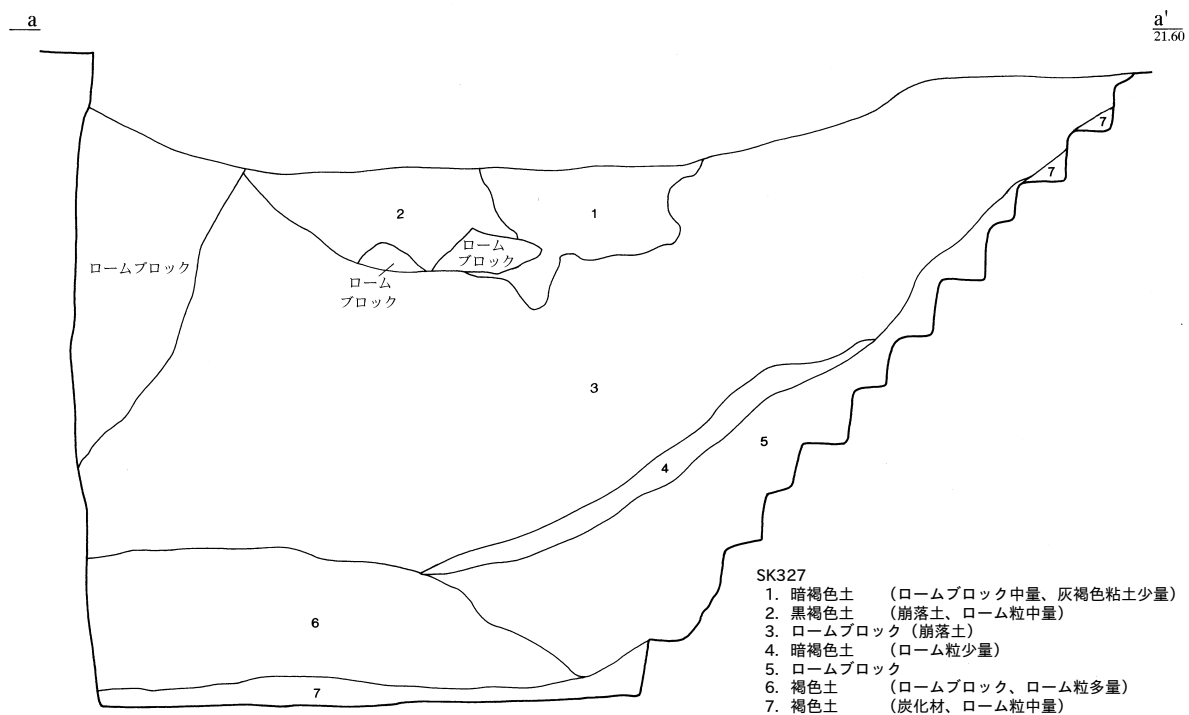 a
a'
21.60
7
7
2
1
ローム
ブロック
ロームブロック
ローム
ブロック
3
5
4
6
7
SK327
1. 暗褐色土 （ロームブロック中量、灰褐色粘土少量）
2. 黒褐色土 （崩落土、ローム粒中量）
3. ロームブロック（崩落土）
4. 暗褐色土 （ローム粒少量）
5. ロームブロック
6. 褐色土 （ロームブロック、ローム粒多量）
7. 褐色土 （炭化材、ローム粒中量）